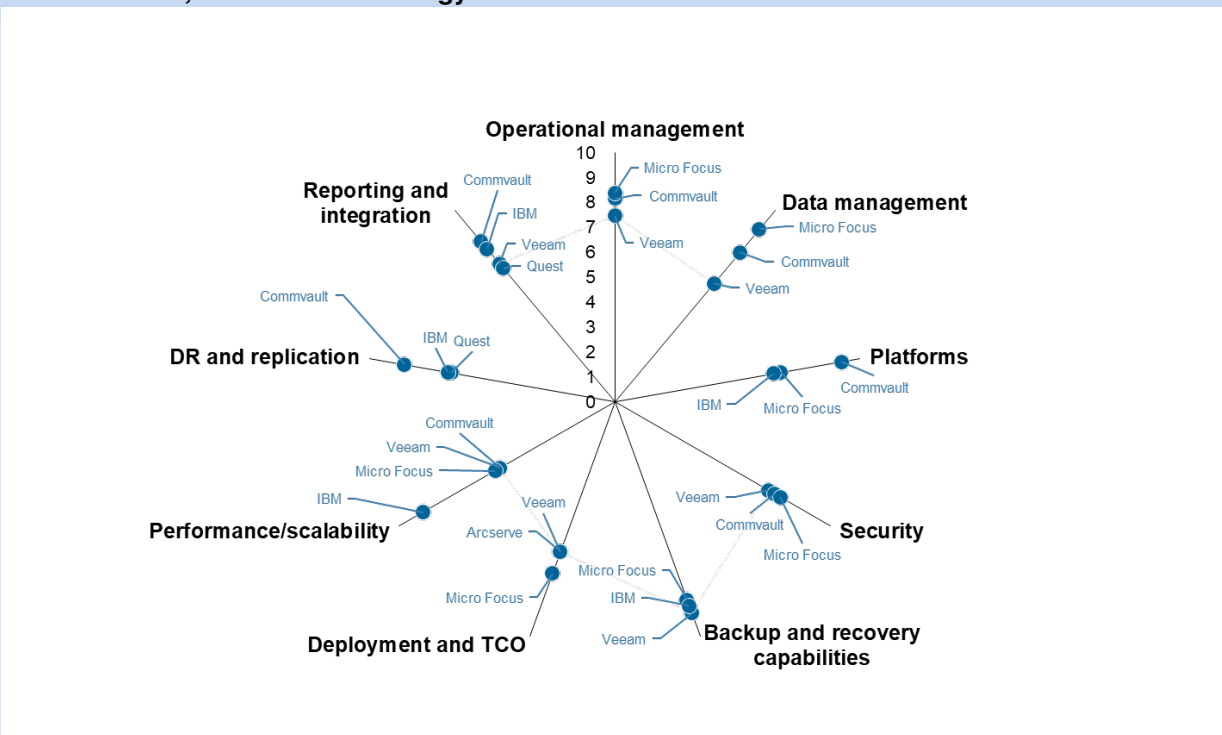 Operational management
10
9
8
7
6
5
4
3
2
1
0
Micro Focus
Commvault
Veeam
Data management
Micro Focus
Commvault
Veeam
Platforms
Commvault
Micro Focus
IBM
Security
Veeam
Commvault
Micro Focus
Backup and recovery
capabilities
Micro Focus
IBM
Veeam
Deployment and TCO
Veeam
Arcserve
Micro Focus
Performance/scalability
Commvault
Veeam
Micro Focus
IBM
DR and replication
Commvault
IBM
Quest
Reporting and
integration
Commvault
IBM
Veeam
Quest